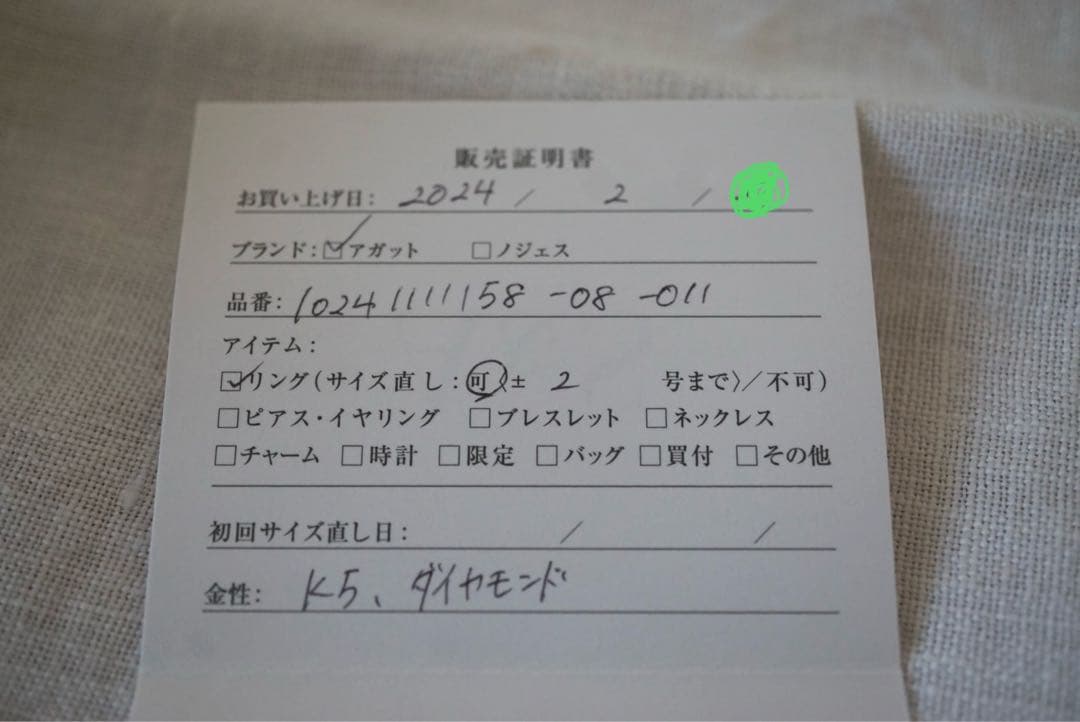 販売証明書
お買い上げ日: 2024 / 2 /
ブランド: ☑アガット □ノジェス
品番: 10241111158-08-011
アイテム:
☑リング(サイズ直し:可〈± 2 号まで〉/不可)
□ピアス・イヤリング □ブレスレット □ネックレス
□チャーム □時計 □限定 □バッグ □買付 □その他
初回サイズ直し日: / /
金性: K5、ダイヤモンド